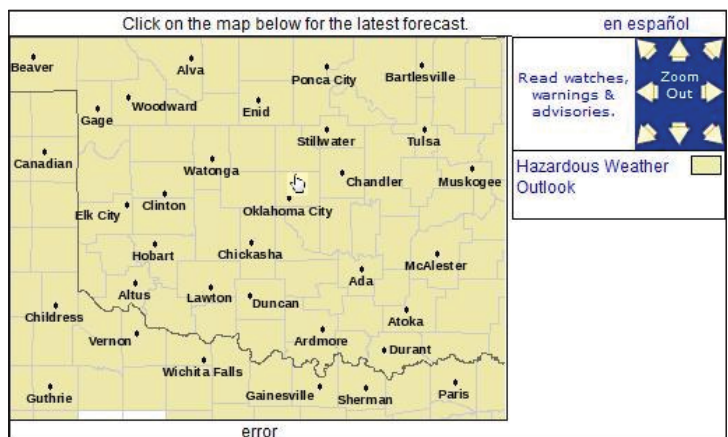 Click on the map below for the latest forecast.
en español
Read watches,
warnings &
advisories.
Zoom
Out
Hazardous Weather
Outlook
Beaver
Alva
Ponca City
Bartlesville
Woodward
Gage
Enid
Stillwater
Tulsa
Canadian
Watonga
Chandler
Muskogee
Elk City
Clinton
Oklahoma City
Hobart
Chickasha
McAlester
Ada
Altus
Lawton
Duncan
Childress
Atoka
Vernon
Ardmore
Durant
Wichita Falls
Guthrie
Gainesville
Sherman
Paris
error